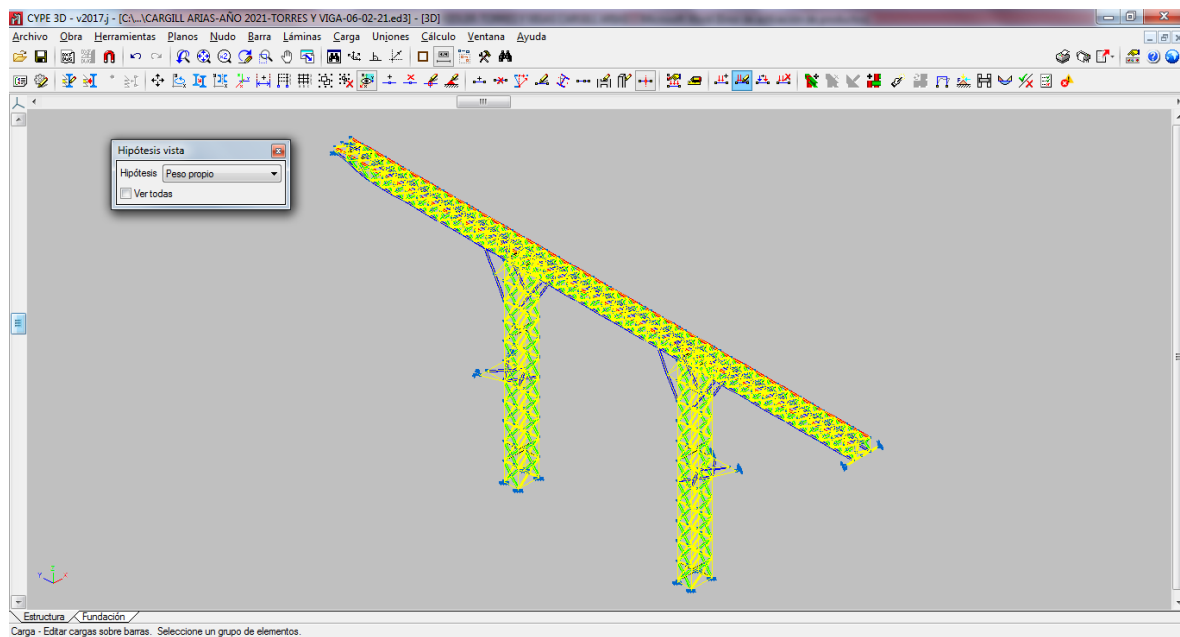 CYPE 3D - v2017.j - [C:\...\CARGILL ARIAS-AÑO 2021-TORRES Y VIGA-06-02-21.ed3] - [3D]
Archivo Obra Herramientas Planos Nudo Barra Láminas Carga Uniones Cálculo Ventana Ayuda
Hipótesis vista
Hipótesis Peso propio
Ver todas
Estructura Fundación
Carga - Editar cargas sobre barras. Seleccione un grupo de elementos.